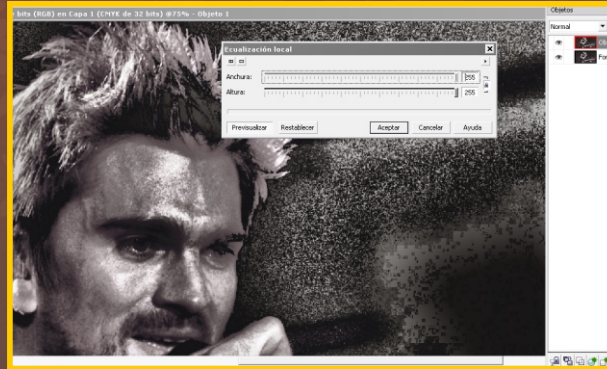 bits (RGB) en Capa 1 (CMYK de 32 bits) @75% - Objeto 1
Objetos
Normal
Ecualización local
Anchura:
255
Altura:
255
Previsualizar
Restablecer
Aceptar
Cancelar
Ayuda